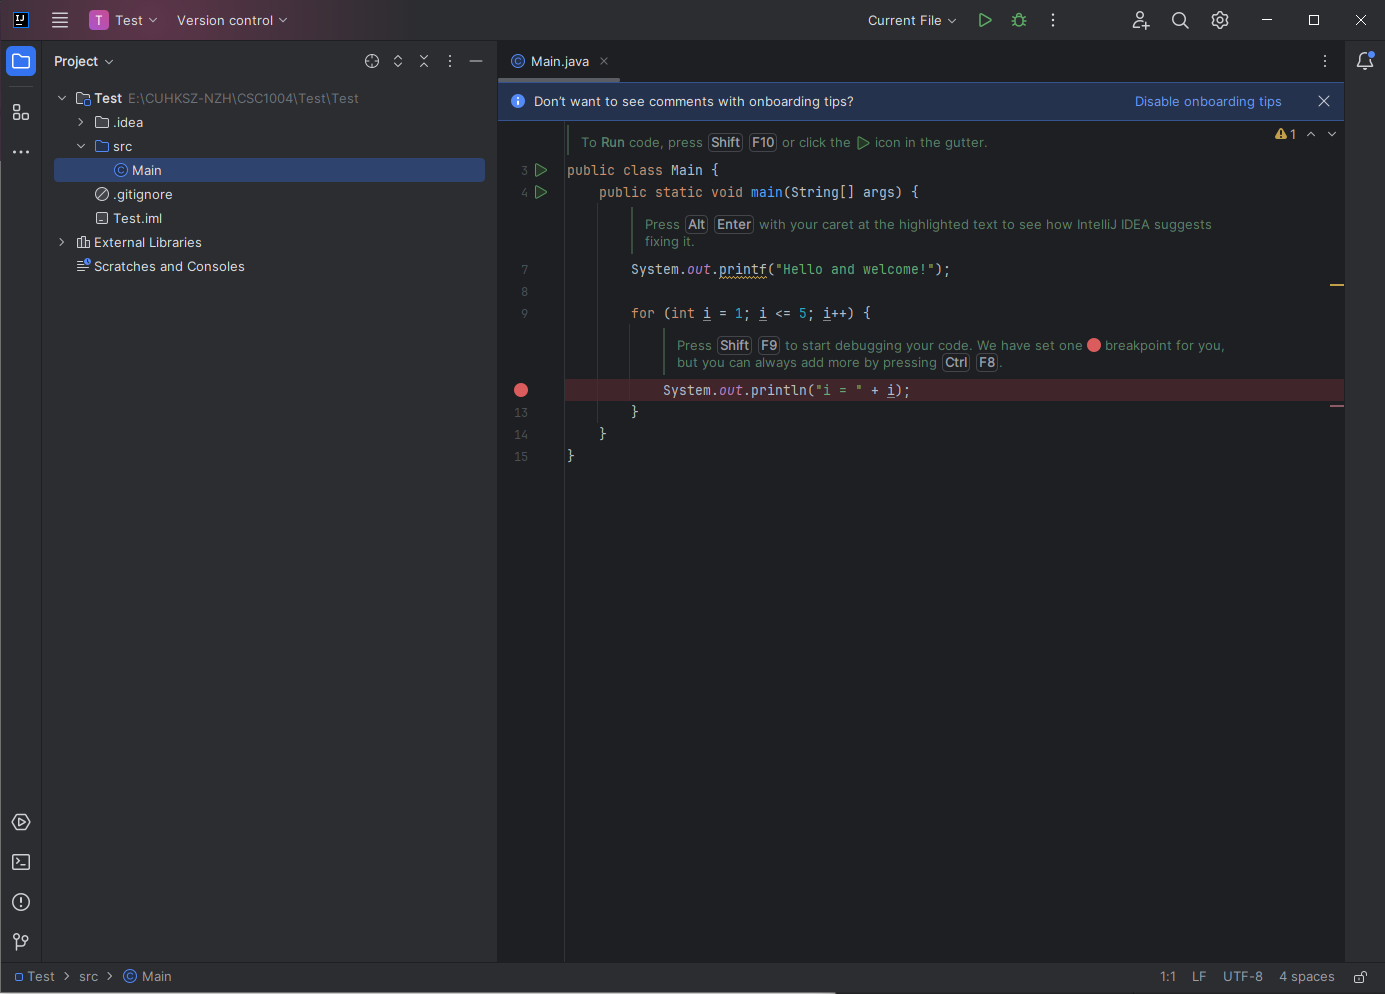 IJ T Test Version control Current File
Project
Test E:\CUHKSZ-NZH\CSC1004\Test\Test
.idea
src
Main
.gitignore
Test.iml
External Libraries
Scratches and Consoles
Main.java
Don't want to see comments with onboarding tips? Disable onboarding tips
To Run code, press Shift F10 or click the icon in the gutter.
1
3 public class Main {
4 public static void main(String[] args) {
Press Alt Enter with your caret at the highlighted text to see how IntelliJ IDEA suggests
fixing it.
7 System.out.printf("Hello and welcome!");
8
9 for (int i = 1; i <= 5; i++) {
Press Shift F9 to start debugging your code. We have set one breakpoint for you,
but you can always add more by pressing Ctrl F8.
System.out.println("i = " + i);
13 }
14 }
15 }
Test > src > Main 1:1 LF UTF-8 4 spaces